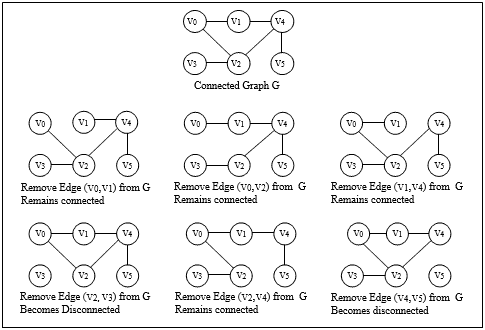 V0 V1 V4
V3 V2 V5
Connected Graph G
V0 V1 V4 V0 V1 V4 V0 V1 V4
V3 V2 V5 V3 V2 V5 V3 V2 V5
Remove Edge (V0,V1) from G
Remains connected
Remove Edge (V0,V2) from G
Remains connected
Remove Edge (V1,V4) from G
Remains connected
V0 V1 V4 V0 V1 V4 V0 V1 V4
V3 V2 V5 V3 V2 V5 V3 V2 V5
Remove Edge (V2, V3) from G
Becomes Disconnected
Remove Edge (V2,V4) from G
Remains connected
Remove Edge (V4,V5) from G
Becomes disconnected